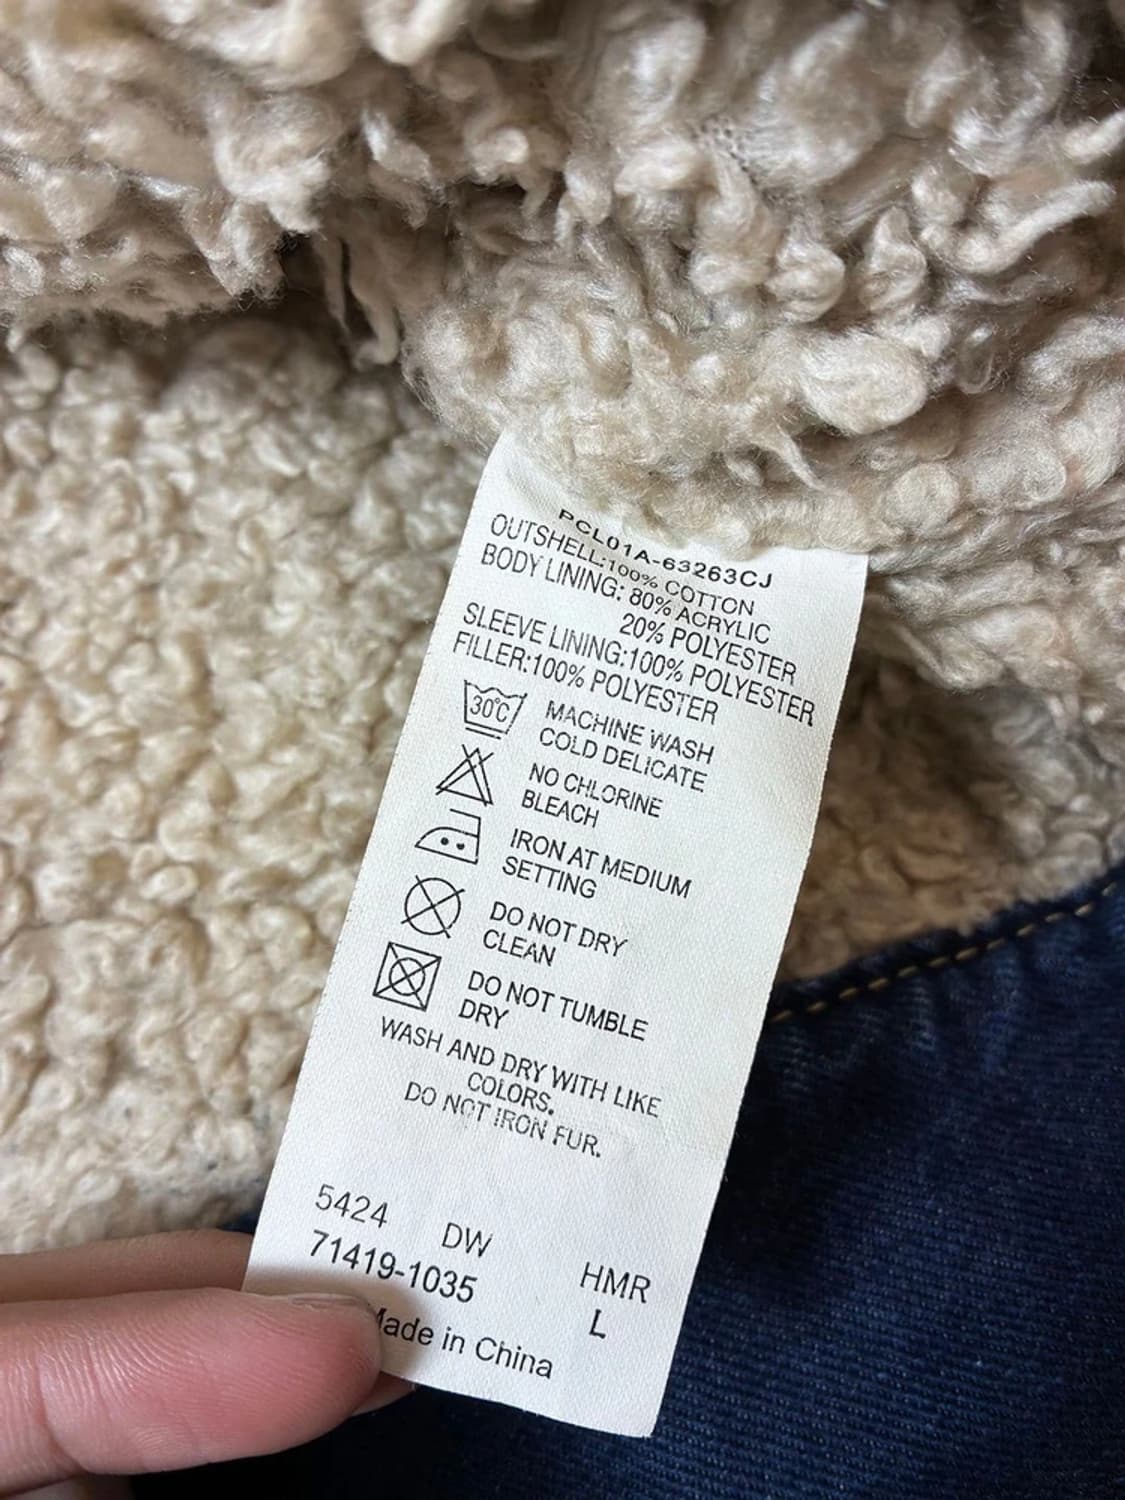 PCL01A-63263CJ
OUTSHELL:100% COTTON
BODY LINING: 80% ACRYLIC
20% POLYESTER
SLEEVE LINING:100% POLYESTER
FILLER:100% POLYESTER
30°C
MACHINE WASH
COLD DELICATE
NO CHLORINE
BLEACH
IRON AT MEDIUM
SETTING
DO NOT DRY
CLEAN
DO NOT TUMBLE
DRY
WASH AND DRY WITH LIKE
COLORS.
DO NOT IRON FUR.
5424 DW
71419-1035 HMR
L
Made in China